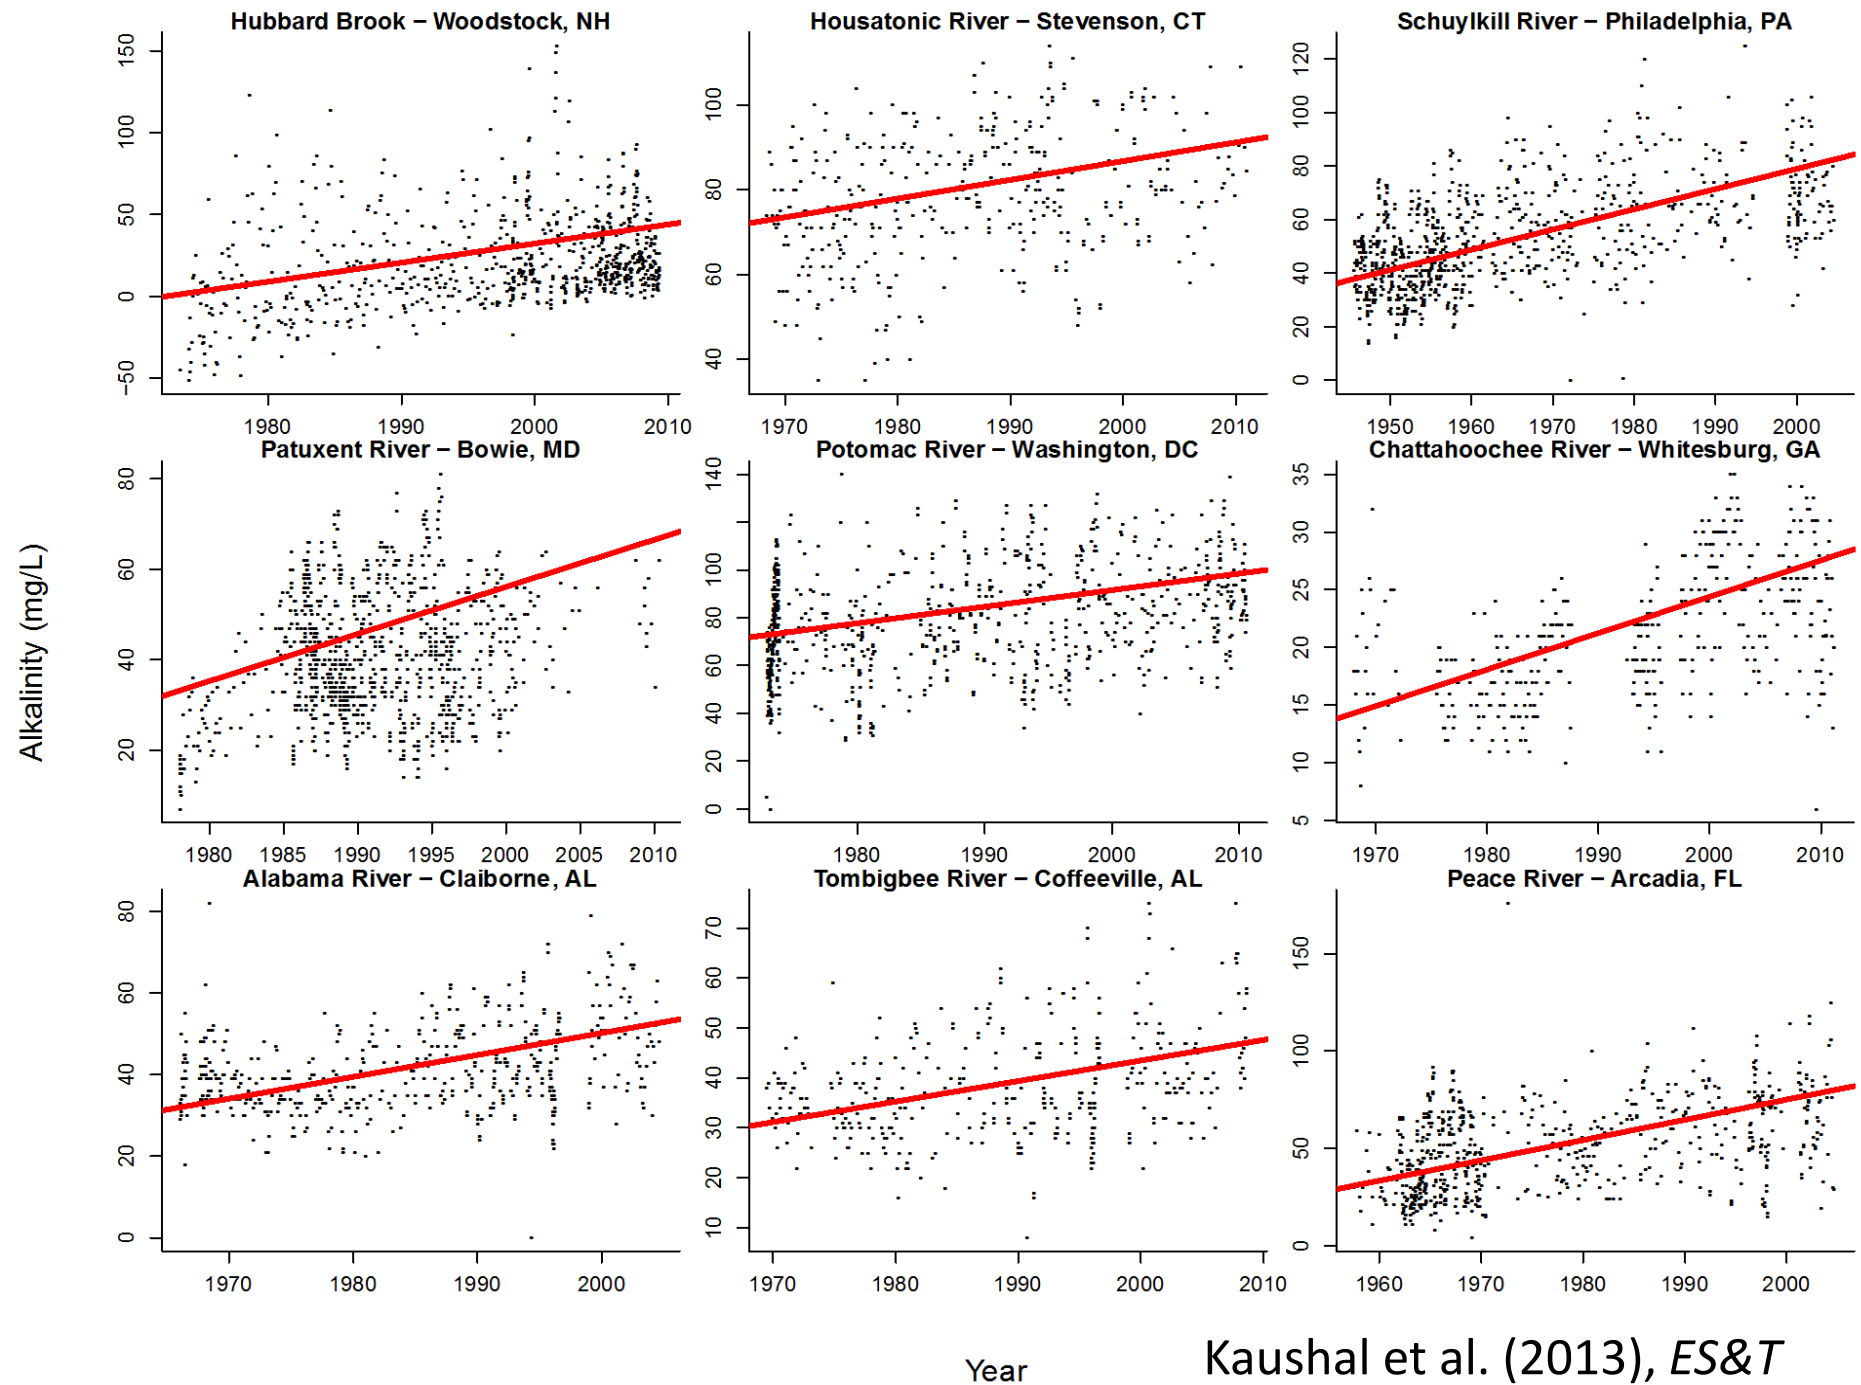 Hubbard Brook − Woodstock, NH
Housatonic River − Stevenson, CT
Schuylkill River − Philadelphia, PA
−50 0 50 100 150
40 60 80 100
0 20 40 60 80 100 120
1980 1990 2000 2010
1970 1980 1990 2000 2010
1950 1960 1970 1980 1990 2000
Patuxent River − Bowie, MD
Potomac River − Washington, DC
Chattahoochee River − Whitesburg, GA
Alkalinity (mg/L)
20 40 60 80
0 20 40 60 80 100 140
5 10 15 20 25 30 35
1980 1985 1990 1995 2000 2005 2010
1980 1990 2000 2010
1970 1980 1990 2000 2010
Alabama River − Claiborne, AL
Tombigbee River − Coffeeville, AL
Peace River − Arcadia, FL
0 20 40 60 80
10 20 30 40 50 60 70
0 50 100 150
1970 1980 1990 2000
1970 1980 1990 2000 2010
1960 1970 1980 1990 2000
Year
Kaushal et al. (2013), ES&T